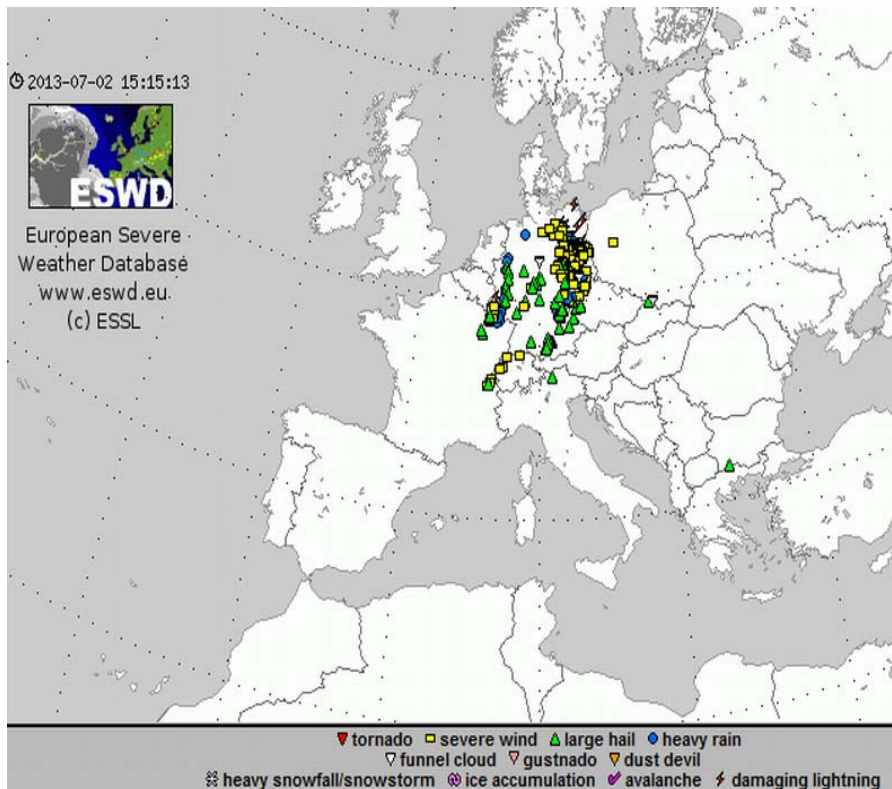 2013-07-02 15:15:13
ESWD
European Severe
Weather Database
www.eswd.eu
(c) ESSL
tornado severe wind large hail heavy rain
funnel cloud gustnado dust devil
heavy snowfall/snowstorm ice accumulation avalanche damaging lightning